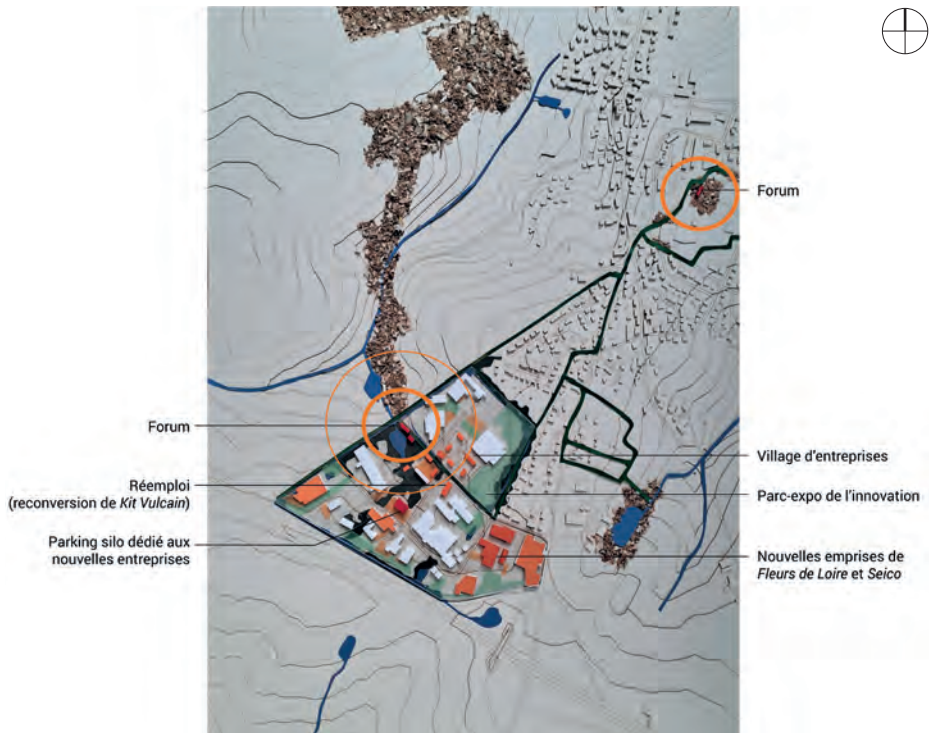 Forum
Forum
Village d'entreprises
Réemploi
(reconversion de Kit Vulcain)
Parc-expo de l'innovation
Parking silo dédié aux
nouvelles entreprises
Nouvelles emprises de
Fleurs de Loire et Seico